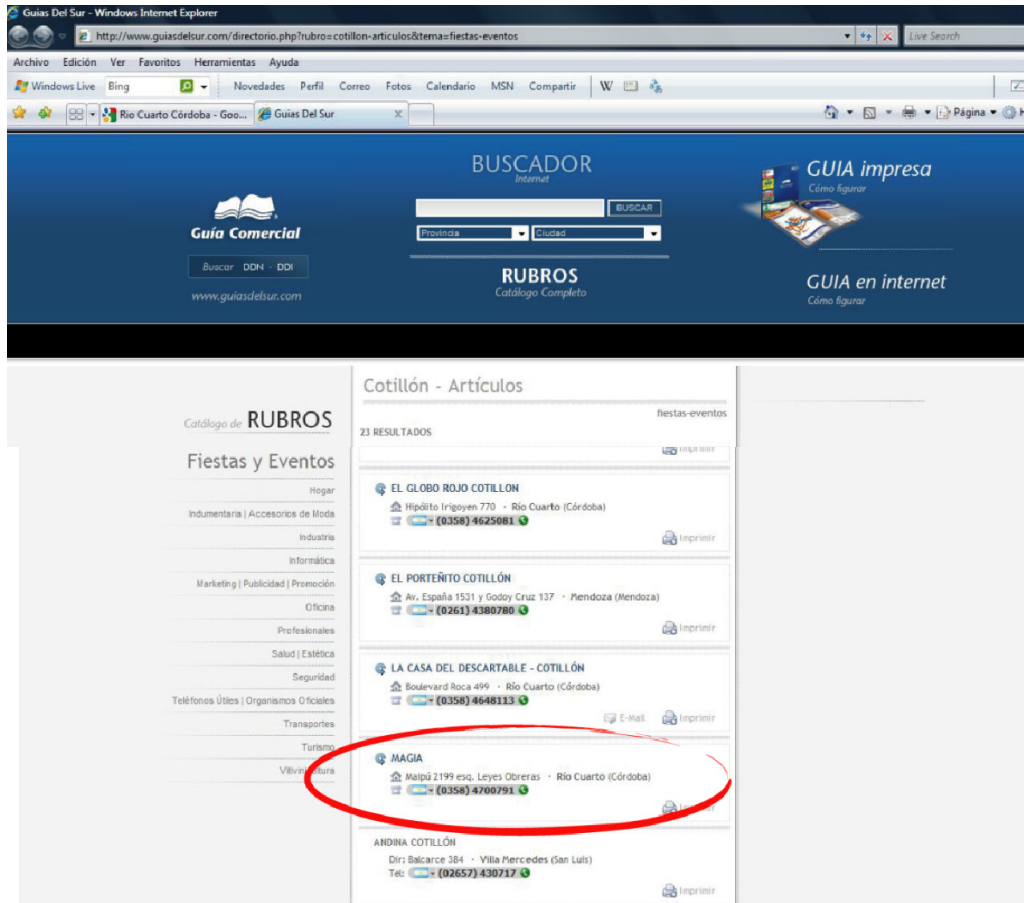 Guias Del Sur - Windows Internet Explorer
http://www.guiasdelsur.com/directorio.php?rubro=cotillon-articulos&tema=fiestas-eventos
Live Search
Archivo Edición Ver Favoritos Herramientas Ayuda
Windows Live Bing Novedades Perfil Correo Fotos Calendario MSN Compartir W
Rio Cuarto Córdoba - Goo... Guias Del Sur Página
BUSCADOR
Internet
BUSCAR
Provincia Ciudad
Guía Comercial
Buscar DDN - DDI
www.guiasdelsur.com
RUBROS
Catálogo Completo
GUIA impresa
Cómo figurar
GUIA en internet
Cómo figurar
Catálogo de RUBROS
Fiestas y Eventos
Hogar
Indumentaria | Accesorios de Moda
Industria
Informática
Marketing | Publicidad | Promoción
Oficina
Profesionales
Salud | Estética
Seguridad
Teléfonos Útiles | Organismos Oficiales
Transportes
Turismo
Vitivinicultura
Cotillón - Artículos
fiestas-eventos
23 RESULTADOS
Imprimir
EL GLOBO ROJO COTILLON
Hipólito Irigoyen 770 · Río Cuarto (Córdoba)
(0358) 4625081
Imprimir
EL PORTEÑITO COTILLÓN
Av. España 1531 y Godoy Cruz 137 · Mendoza (Mendoza)
(0261) 4380780
Imprimir
LA CASA DEL DESCARTABLE - COTILLÓN
Boulevard Roca 499 · Río Cuarto (Córdoba)
(0358) 4648113
E-Mail Imprimir
MAGIA
Maipú 2199 esq. Leyes Obreras · Río Cuarto (Córdoba)
(0358) 4700791
Imprimir
ANDINA COTILLÓN
Dir: Balcarce 384 · Villa Mercedes (San Luis)
Tel: (02657) 430717
Imprimir